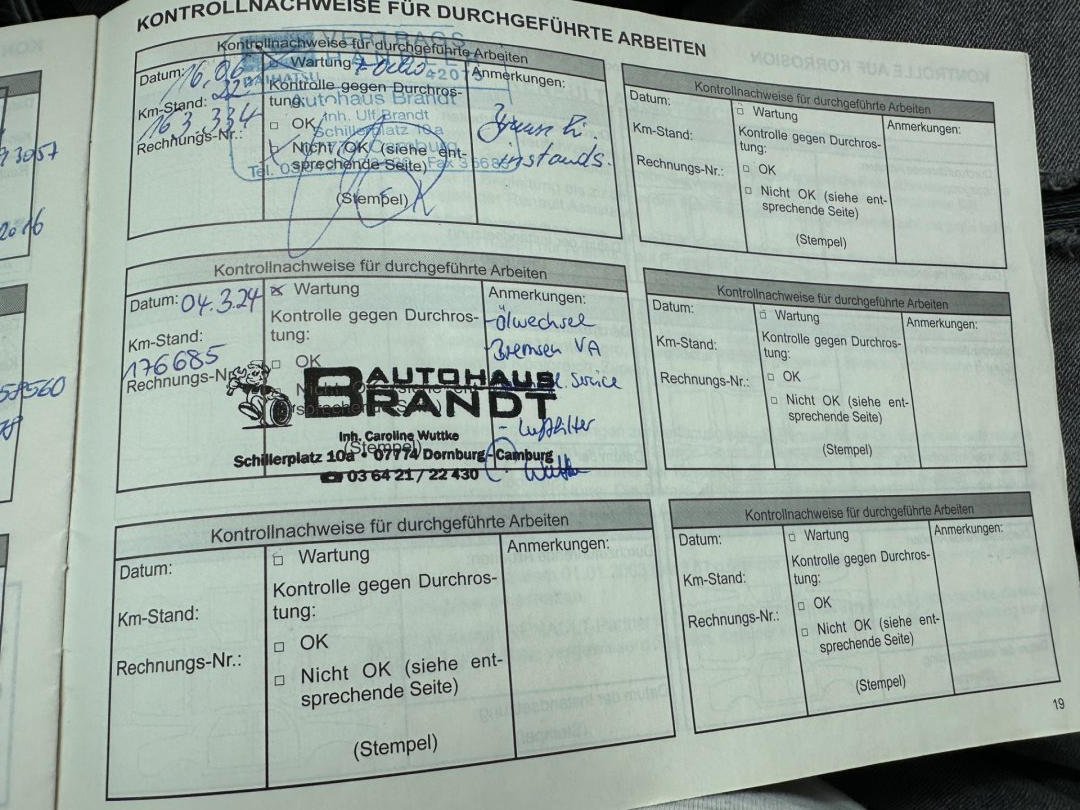 KONTROLLNACHWEISE FÜR DURCHGEFÜHRTE ARBEITEN
Kontrollnachweise für durchgeführte Arbeiten
Datum: 16.06
22
Km-Stand:
163.334
Rechnungs-Nr.:
Wartung
Kontrolle gegen Durchros-
tung:
□ OK
□ Nicht OK (siehe ent-
sprechende Seite)
(Stempel)
VERTRAGS
DAIHATSU
Autohaus Brandt
Inh. Ulf Brandt
Schillerplatz 10a
Anmerkungen:
instands.
Kontrollnachweise für durchgeführte Arbeiten
Datum: 04.3.24
Km-Stand:
176685
Rechnungs-Nr
☒ Wartung
Kontrolle gegen Durchros-
tung:
□ OK
(Stempel)
AUTOHAUS
BRANDT
Inh. Caroline Wuttke
Schillerplatz 10a • 07774 Dornburg-Camburg
☎ 03 64 21 / 22 430
Anmerkungen:
- Ölwechsel
- Bremsen VA
Service
- Luftfilter
Kontrollnachweise für durchgeführte Arbeiten
Datum:
Km-Stand:
Rechnungs-Nr.:
□ Wartung
Kontrolle gegen Durchros-
tung:
□ OK
□ Nicht OK (siehe ent-
sprechende Seite)
(Stempel)
Anmerkungen:
Kontrollnachweise für durchgeführte Arbeiten
Datum:
Km-Stand:
Rechnungs-Nr.:
□ Wartung
Kontrolle gegen Durchros-
tung:
□ OK
□ Nicht OK (siehe ent-
sprechende Seite)
(Stempel)
Anmerkungen:
Kontrollnachweise für durchgeführte Arbeiten
Datum:
Km-Stand:
Rechnungs-Nr.:
□ Wartung
Kontrolle gegen Durchros-
tung:
□ OK
□ Nicht OK (siehe ent-
sprechende Seite)
(Stempel)
Anmerkungen:
Kontrollnachweise für durchgeführte Arbeiten
Datum:
Km-Stand:
Rechnungs-Nr.:
□ Wartung
Kontrolle gegen Durchros-
tung:
□ OK
□ Nicht OK (siehe ent-
sprechende Seite)
(Stempel)
Anmerkungen:
19